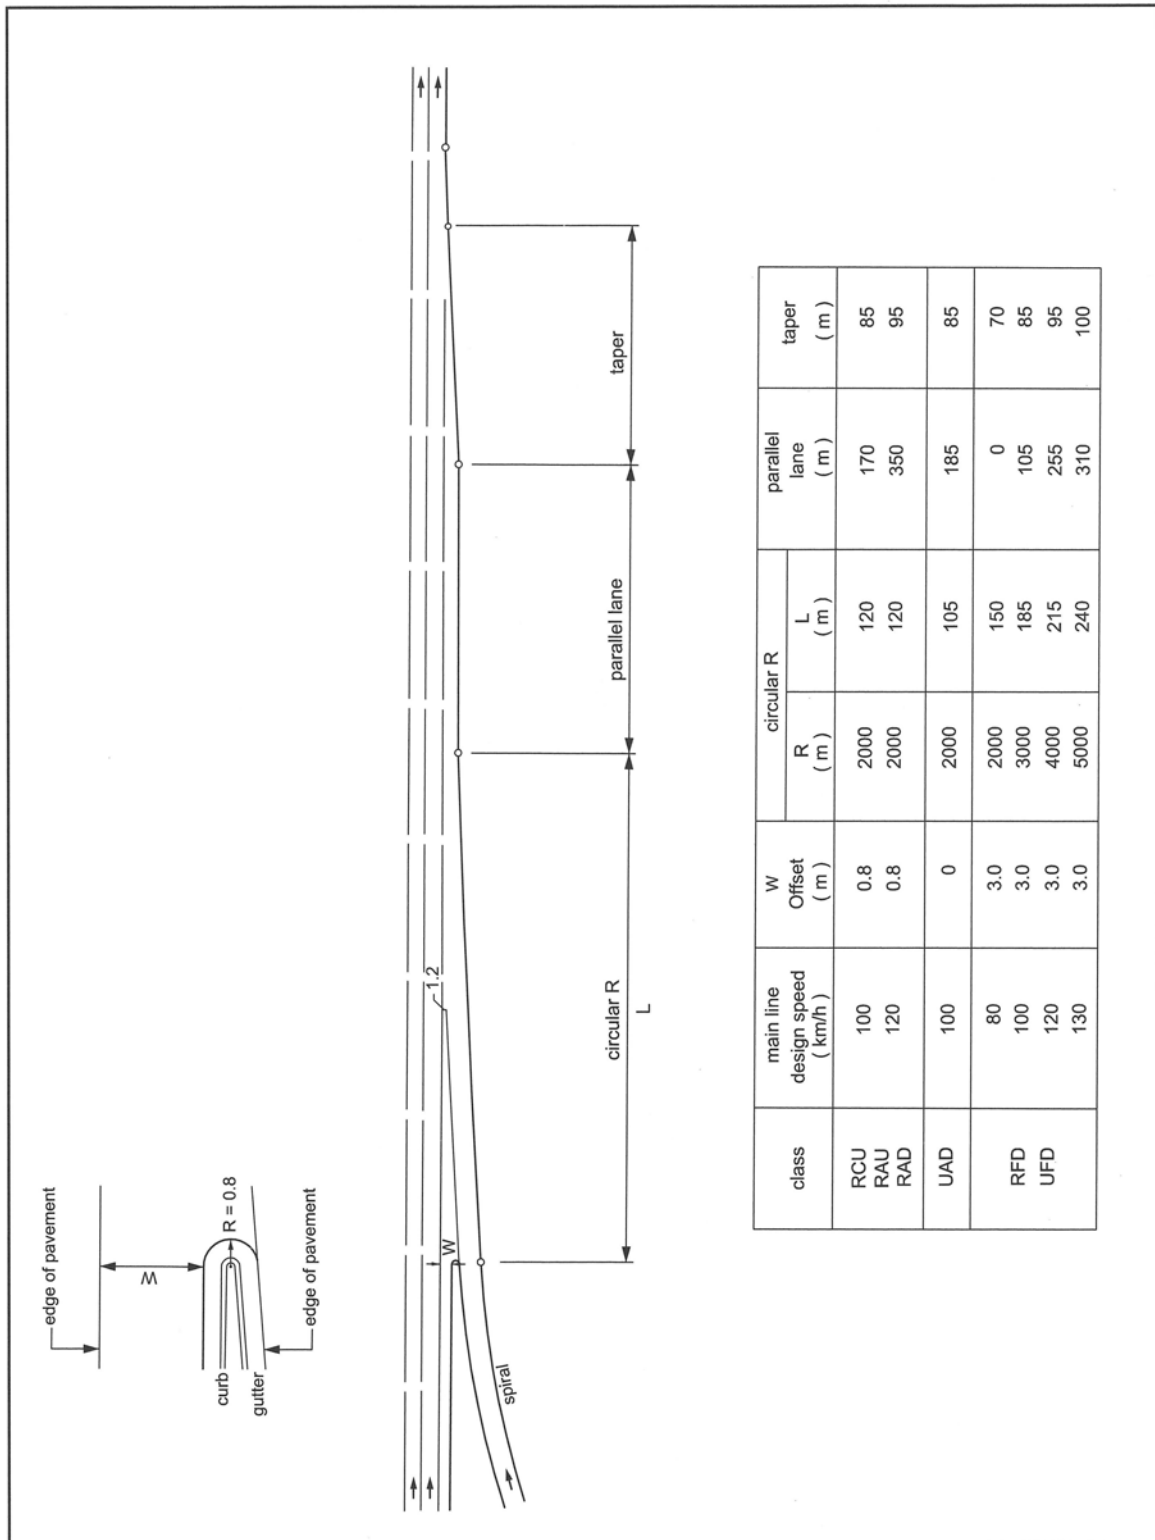 edge of pavement
W
curb
gutter
R = 0.8
edge of pavement
W
1.2
spiral
circular R
L
parallel lane
taper
class
main line
design speed
( km/h )
W
Offset
( m )
circular R
R
( m )
L
( m )
parallel
lane
( m )
taper
( m )
RCU 100 0.8 2000 120 170 85
RAU 120 0.8 2000 120 350 95
RAD
UAD 100 0 2000 105 185 85
80 3.0 2000 150 0 70
RFD 100 3.0 3000 185 105 85
UFD 120 3.0 4000 215 255 95
130 3.0 5000 240 310 100